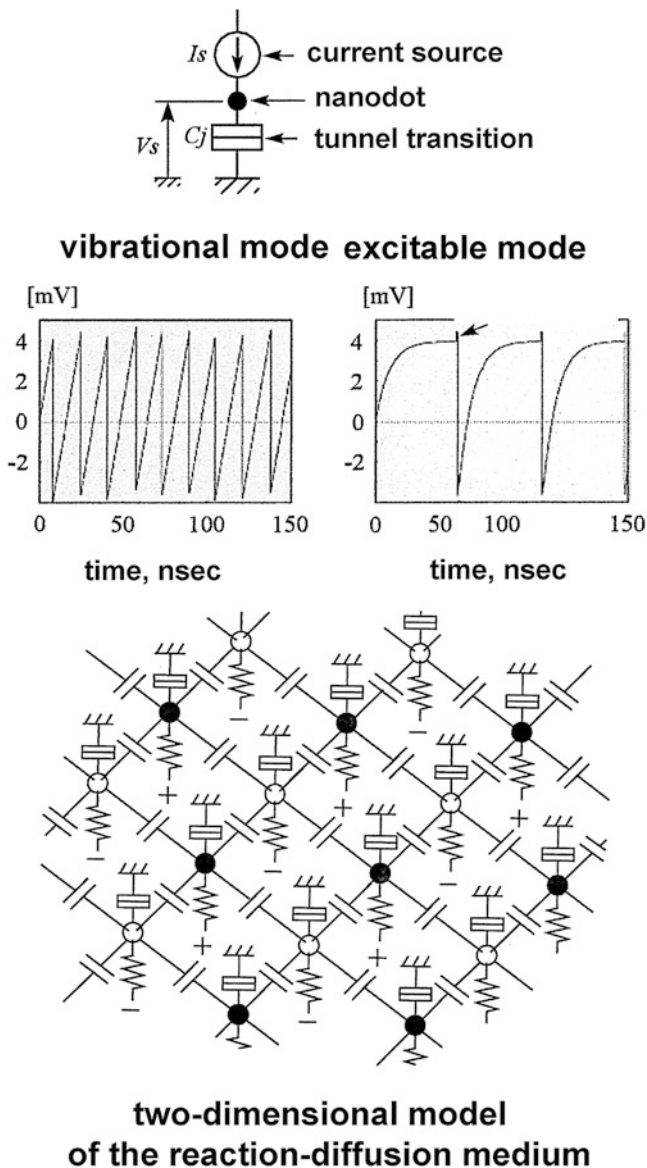 Is
current source
nanodot
Vs
Cj
tunnel transition
vibrational mode excitable mode
[mV]
[mV]
4
2
0
-2
0
50
100
150
4
2
0
-2
0
50
100
150
time, nsec
time, nsec
−
−
+
+
+
−
−
−
+
+
−
−
two-dimensional model
of the reaction-diffusion medium